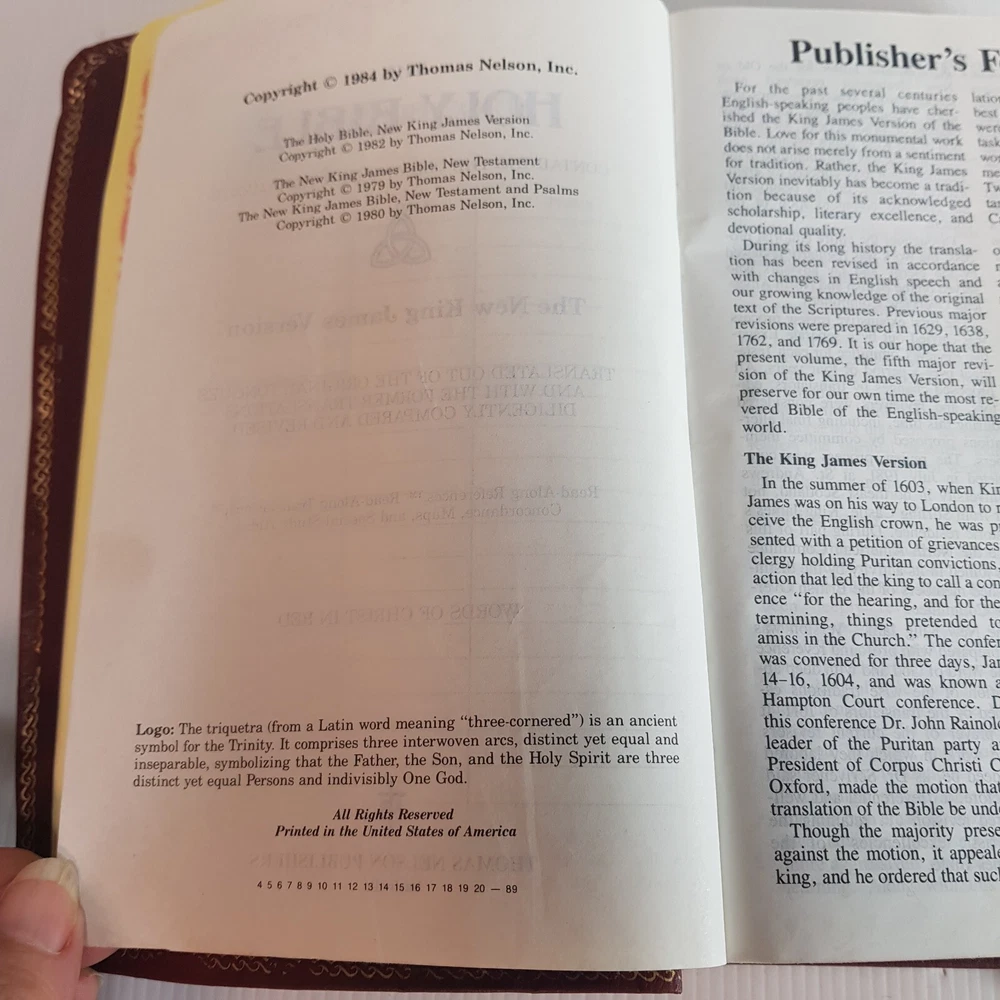 Copyright © 1984 by Thomas Nelson, Inc.
The Holy Bible, New King James Version
Copyright © 1982 by Thomas Nelson, Inc.
The New King James Bible, New Testament
Copyright © 1979 by Thomas Nelson, Inc.
The New King James Bible, New Testament and Psalms
Copyright © 1980 by Thomas Nelson, Inc.
Logo: The triquetra (from a Latin word meaning “three-cornered”) is an ancient
symbol for the Trinity. It comprises three interwoven arcs, distinct yet equal and
inseparable, symbolizing that the Father, the Son, and the Holy Spirit are three
distinct yet equal Persons and indivisibly One God.
All Rights Reserved
Printed in the United States of America
4 5 6 7 8 9 10 11 12 13 14 15 16 17 18 19 20 — 89
Publisher’s
For the past several centuries
English-speaking peoples have cher-
ished the King James Version of the
Bible. Love for this monumental work
does not arise merely from a sentiment
for tradition. Rather, the King James
Version inevitably has become a tradi-
tion because of its acknowledged
scholarship, literary excellence, and
devotional quality.
During its long history the transla-
tion has been revised in accordance
with changes in English speech and
our growing knowledge of the original
text of the Scriptures. Previous major
revisions were prepared in 1629, 1638,
1762, and 1769. It is our hope that the
present volume, the fifth major revi-
sion of the King James Version, will
preserve for our own time the most re-
vered Bible of the English-speaking
world.
The King James Version
In the summer of 1603, when
James was on his way to London to
ceive the English crown, he was
sented with a petition of grievances
clergy holding Puritan convictions,
action that led the king to call a
ence “for the hearing, and for the
termining, things pretended to
amiss in the Church.” The
was convened for three days,
14–16, 1604, and was known
Hampton Court conference.
this conference Dr. John
leader of the Puritan party
President of Corpus Christi
Oxford, made the motion that
translation of the Bible be
Though the majority
against the motion, it
king, and he ordered that